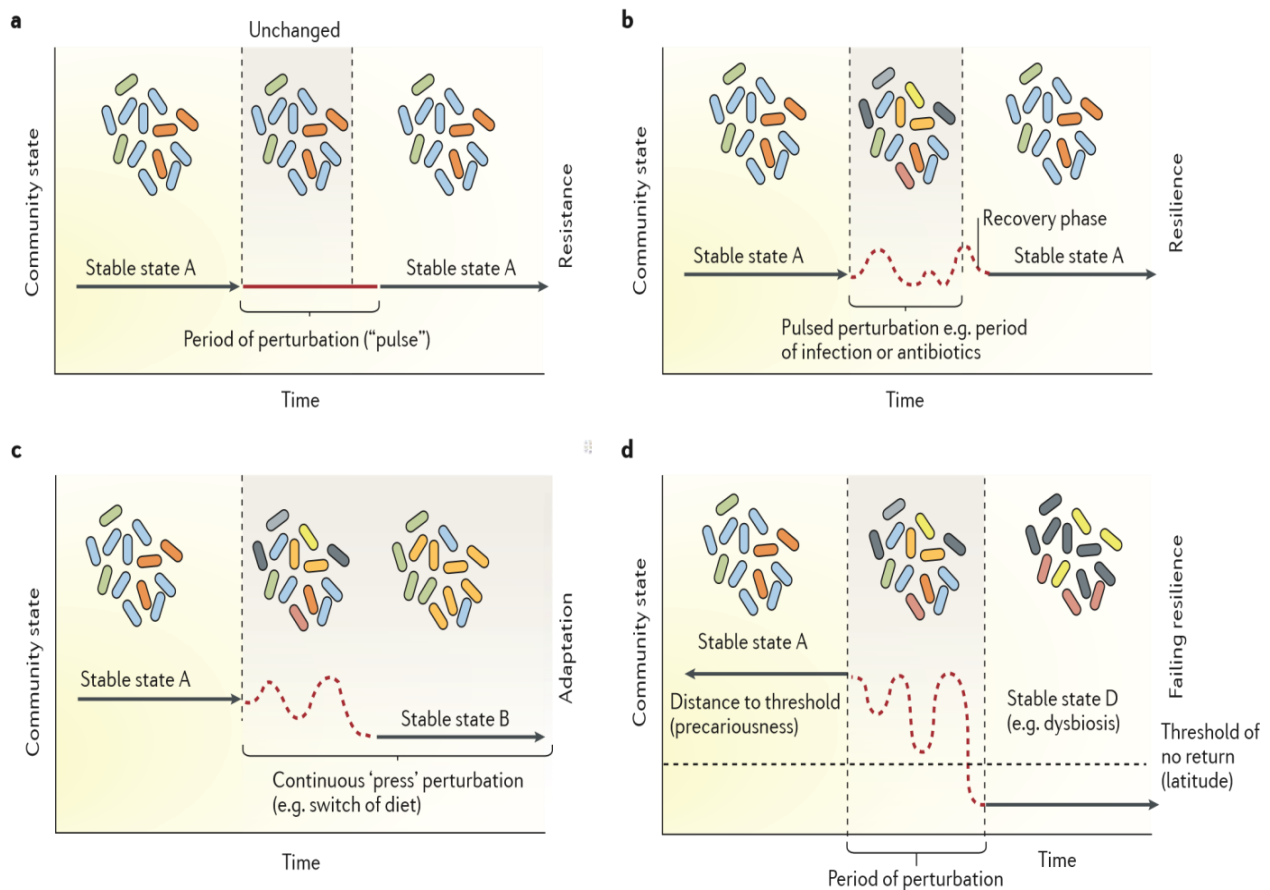 a
Unchanged
Community state
Stable state A
Stable state A
Resistance
Period of perturbation (“pulse”)
Time
b
Community state
Stable state A
Recovery phase
Stable state A
Resilience
Pulsed perturbation e.g. period
of infection or antibiotics
Time
c
Community state
Stable state A
Stable state B
Adaptation
Continuous ‘press’ perturbation
(e.g. switch of diet)
Time
d
Community state
Stable state A
Distance to threshold
(precariousness)
Stable state D
(e.g. dysbiosis)
Failing resilience
Threshold of
no return
(latitude)
Time
Period of perturbation